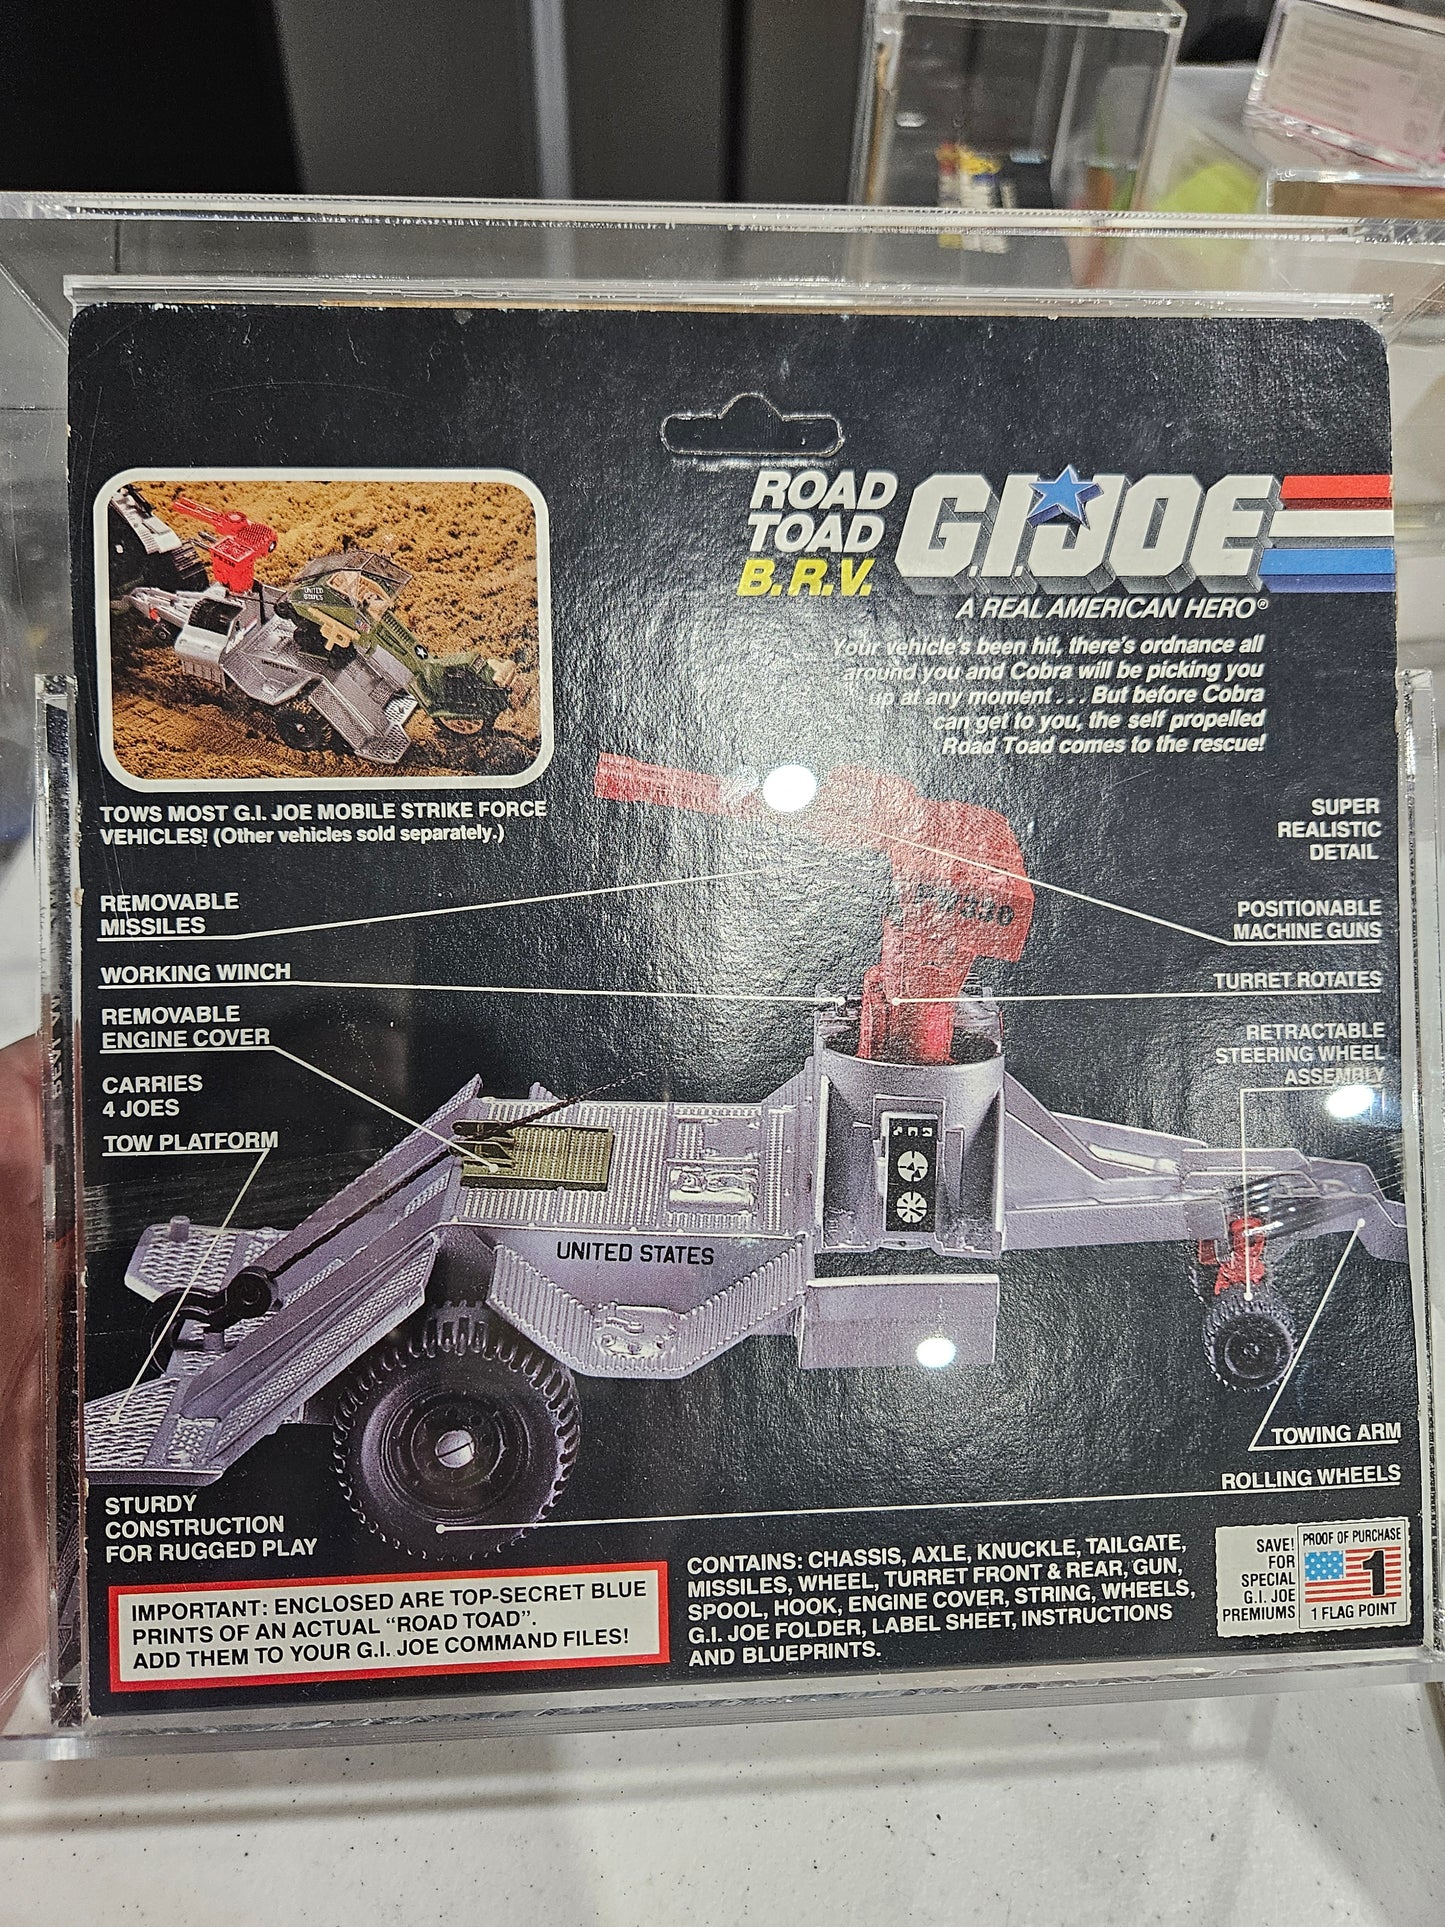 ROAD
TOAD
B.R.V.
G.I. JOE
A REAL AMERICAN HERO®
Your vehicle's been hit, there's ordnance all
around you and Cobra will be picking you
up at any moment . . . But before Cobra
can get to you, the self propelled
Road Toad comes to the rescue!
UNITED
STATES
TOWS MOST G.I. JOE MOBILE STRIKE FORCE
VEHICLES! (Other vehicles sold separately.)
SUPER
REALISTIC
DETAIL
REMOVABLE
MISSILES
POSITIONABLE
MACHINE GUNS
WORKING WINCH
TURRET ROTATES
REMOVABLE
ENGINE COVER
RETRACTABLE
STEERING WHEEL
ASSEMBLY
CARRIES
4 JOES
TOW PLATFORM
UNITED STATES
TOWING ARM
ROLLING WHEELS
STURDY
CONSTRUCTION
FOR RUGGED PLAY
IMPORTANT: ENCLOSED ARE TOP-SECRET BLUE
PRINTS OF AN ACTUAL “ROAD TOAD”.
ADD THEM TO YOUR G.I. JOE COMMAND FILES!
CONTAINS: CHASSIS, AXLE, KNUCKLE, TAILGATE,
MISSILES, WHEEL, TURRET FRONT & REAR, GUN,
SPOOL, HOOK, ENGINE COVER, STRING, WHEELS,
G.I. JOE FOLDER, LABEL SHEET, INSTRUCTIONS
AND BLUEPRINTS.
SAVE!
FOR
SPECIAL
G.I. JOE
PREMIUMS
PROOF OF PURCHASE
1
1 FLAG POINT